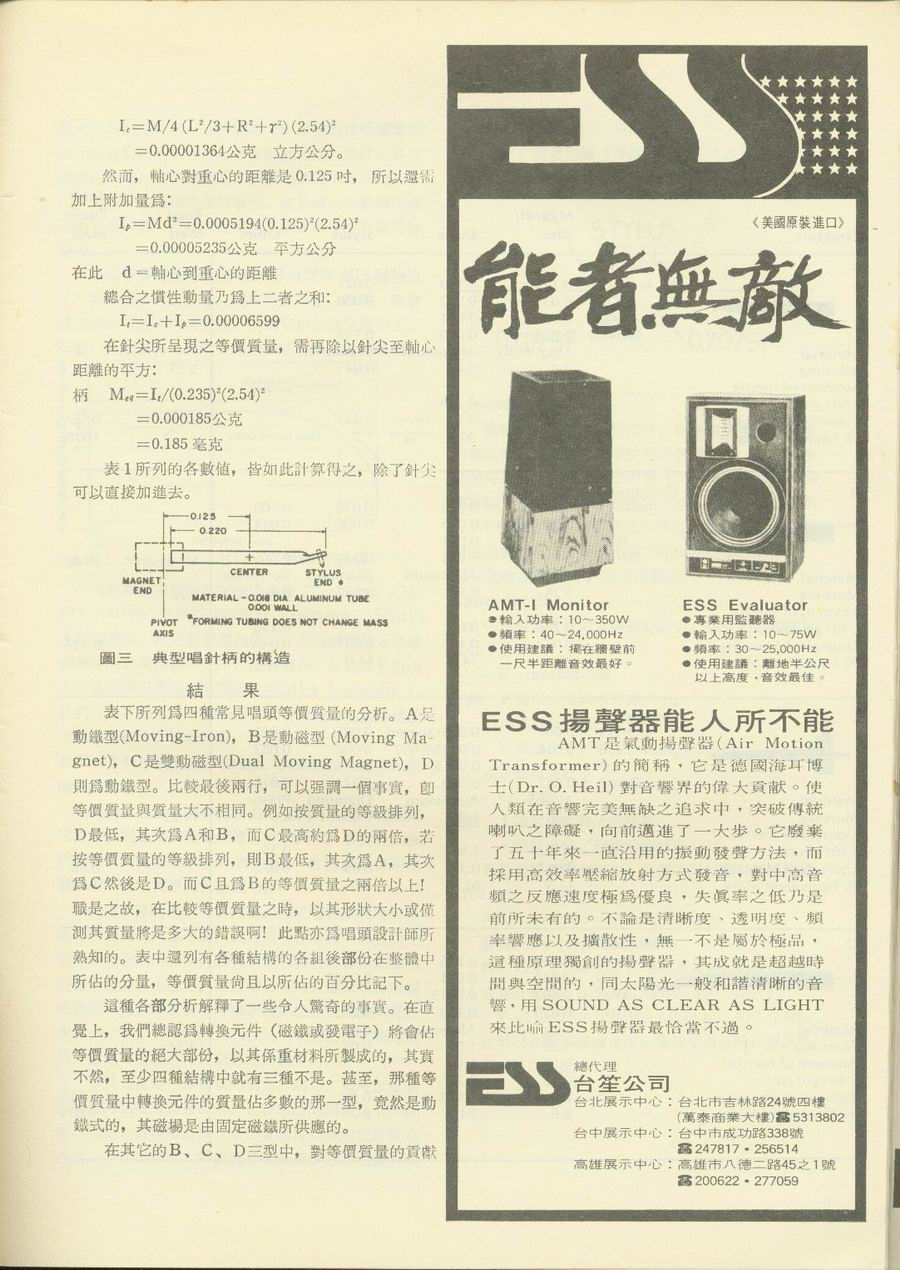 I꜀=M/4 (L²/3+R²+r²) (2.54)²
=0.00001364公克　立方公分。
然而，軸心對重心的距離是 0.125 吋，所以還需
加上附加量爲：
Iₚ=Md²=0.0005194(0.125)²(2.54)²
=0.00005235公克　平方公分
在此　d＝軸心到重心的距離
總合之慣性動量乃爲上二者之和：
Iₜ=I꜀+Iₚ=0.00006599
在針尖所呈現之等價質量，需再除以針尖至軸心
距離的平方：
柄　Meq=Iₜ/(0.235)²(2.54)²
=0.000185公克
=0.185 毫克
表 1 所列的各數值，皆如此計算得之，除了針尖
可以直接加進去。
0.125
0.220
CENTER
MAGNET
END
STYLUS
END *
MATERIAL – 0.018 DIA ALUMINUM TUBE
0.001 WALL
PIVOT
AXIS
*FORMING TUBING DOES NOT CHANGE MASS
圖三　典型唱針柄的構造
結　果
表下所列爲四種常見唱頭等價質量的分析。A是
動鐵型(Moving-Iron)，B是動磁型 (Moving Ma-
gnet)，C是雙動磁型(Dual Moving Magnet)，D
則爲動鐵型。比較最後兩行，可以强調一個事實，卽
等價質量與質量大不相同。例如按質量的等級排列，
D最低，其次爲A和B，而C最高約爲D的兩倍，若
按等價質量的等級排列，則B最低，其次爲A，其次
爲C然後是D。而C且爲B的等價質量之兩倍以上！
職是之故，在比較等價質量之時，以其形狀大小或僅
測其質量將是多大的錯誤啊！此點亦爲唱頭設計師所
熟知的。表中還列有各種結構的各組後部份在整體中
所佔的分量，等價質量尙且以所佔的百分比記下。
這種各部分析解釋了一些令人驚奇的事實。在直
覺上，我們總認爲轉換元件（磁鐵或發電子）將會佔
等價質量的絕大部份，以其係重材料所製成的，其實
不然，至少四種結構中就有三種不是。甚至，那種等
價質量中轉換元件的質量佔多數的那一型，竟然是動
鐵式的，其磁場是由固定磁鐵所供應的。
在其它的B、C、D三型中，對等價質量的貢獻
ESS
《美國原裝進口》
能者無敵
AMT-I Monitor
●輸入功率：10～350W
●頻率：40～24,000Hz
●使用建議：擺在牆壁前
一尺半距離音效最好。
ESS Evaluator
●專業用監聽器
●輸入功率：10～75W
●頻率：30～25,000Hz
●使用建議：離地半公尺
以上高度，音效最佳。
ESS揚聲器能人所不能
AMT是氣動揚聲器(Air Motion
Transformer)的簡稱，它是德國海耳博
士(Dr. O. Heil)對音響界的偉大貢獻。使
人類在音響完美無缺之追求中，突破傳統
喇叭之障礙，向前邁進了一大步。它廢棄
了五十年來一直沿用的振動發聲方法，而
採用高效率壓縮放射方式發音，對中高音
頻之反應速度極爲優良，失眞率之低乃是
前所未有的。不論是清晰度、透明度、頻
率響應以及擴散性，無一不是屬於極品，
這種原理獨創的揚聲器，其成就是超越時
間與空間的，同太陽光一般和諧清晰的音
響，用SOUND AS CLEAR AS LIGHT
來比喻ESS揚聲器最恰當不過。
ESS
總代理
台笙公司
台北展示中心：台北市吉林路24號四樓
(萬泰商業大樓)☎5313802
台中展示中心：台中市成功路338號
☎247817・256514
高雄展示中心：高雄市八德二路45之1號
☎200622・277059